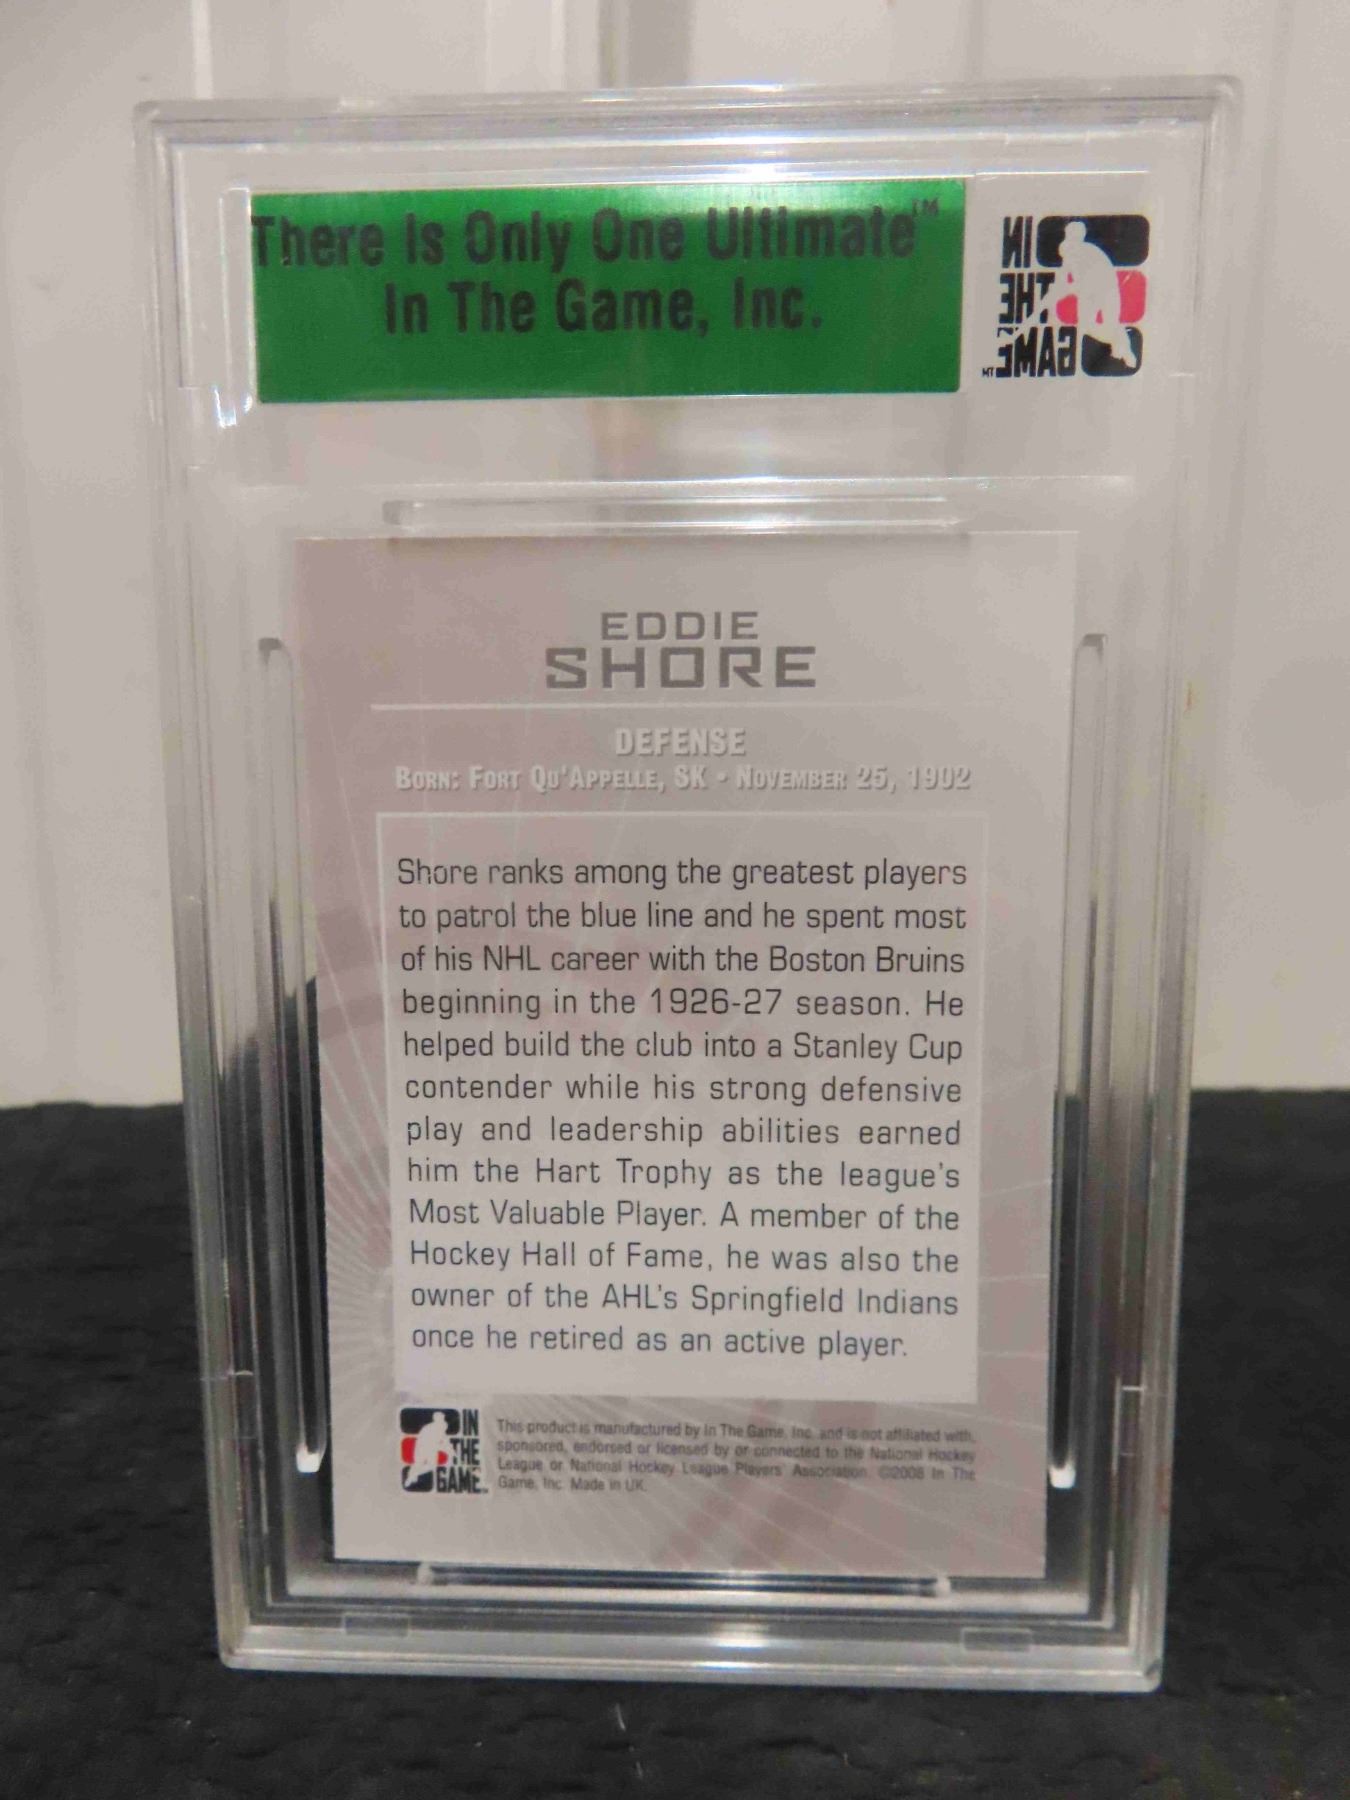 There Is Only One Ultimate™
In The Game, Inc.
IN
THE
GAME™
EDDIE
SHORE
DEFENSE
BORN: FORT QU'APPELLE, SK • NOVEMBER 25, 1902
Shore ranks among the greatest players
to patrol the blue line and he spent most
of his NHL career with the Boston Bruins
beginning in the 1926-27 season. He
helped build the club into a Stanley Cup
contender while his strong defensive
play and leadership abilities earned
him the Hart Trophy as the league's
Most Valuable Player. A member of the
Hockey Hall of Fame, he was also the
owner of the AHL's Springfield Indians
once he retired as an active player.
IN
THE
GAME
This product is manufactured by In The Game, Inc. and is not affiliated with,
sponsored, endorsed or licensed by or connected to the National Hockey
League or National Hockey League Players' Association. ©2008 In The
Game, Inc. Made in UK.